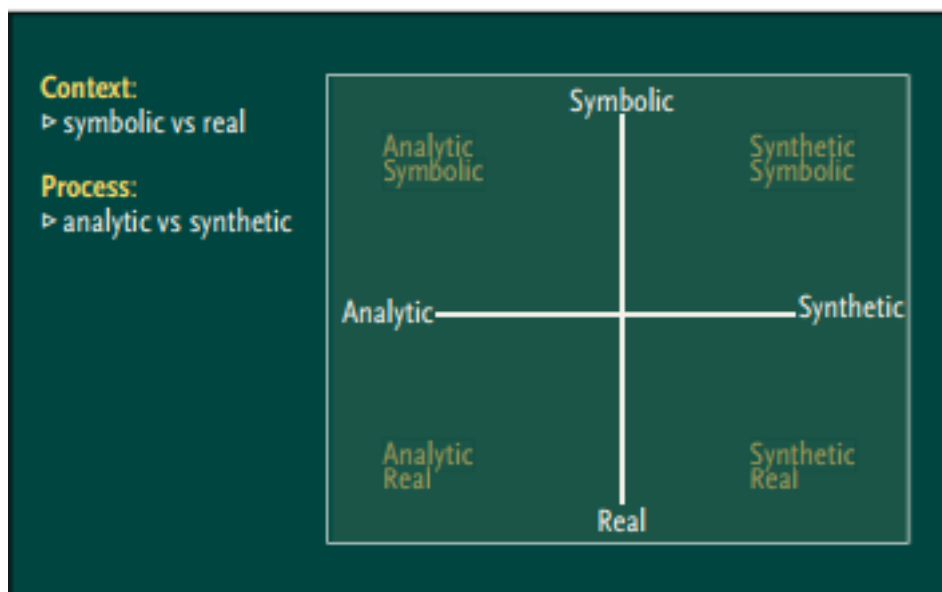 Context:
▹ symbolic vs real
Process:
▹ analytic vs synthetic
Symbolic
Analytic
Symbolic
Synthetic
Symbolic
Analytic
Synthetic
Analytic
Real
Synthetic
Real
Real